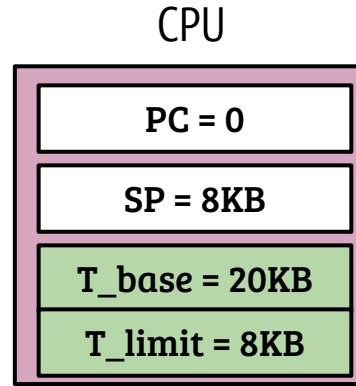 CPU
PC = 0
SP = 8KB
T_base = 20KB
T_limit = 8KB